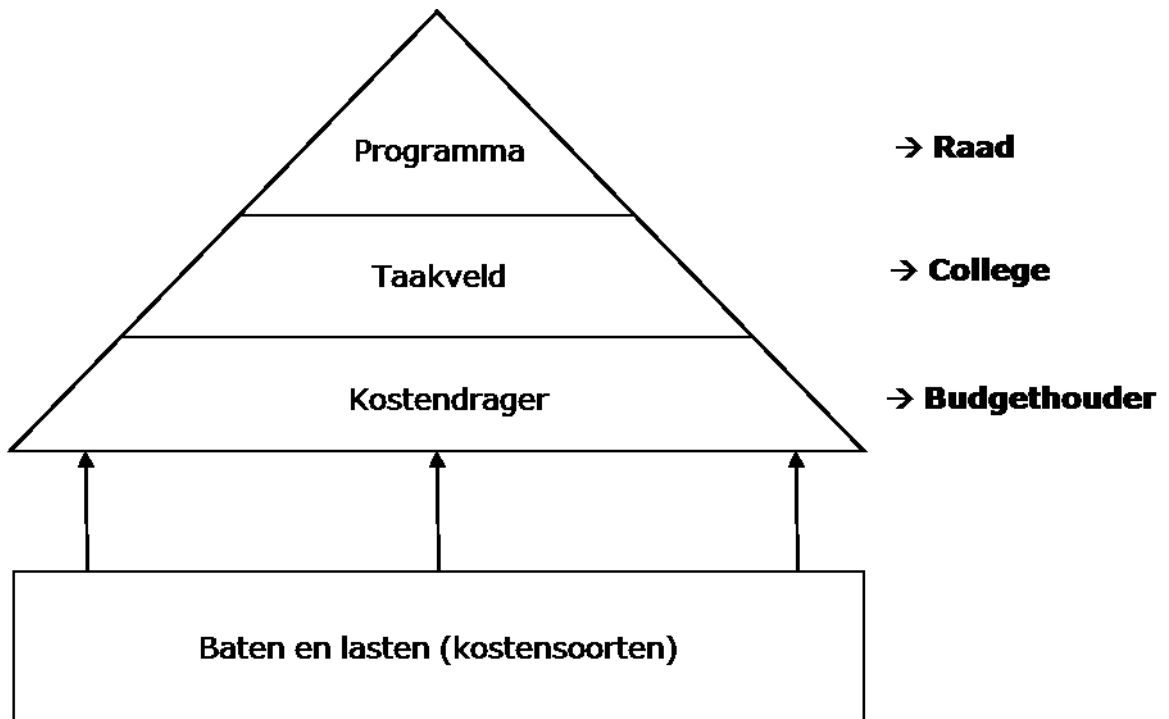 Programma → Raad
Taakveld → College
Kostendrager → Budgethouder
Baten en lasten (kostensoorten)